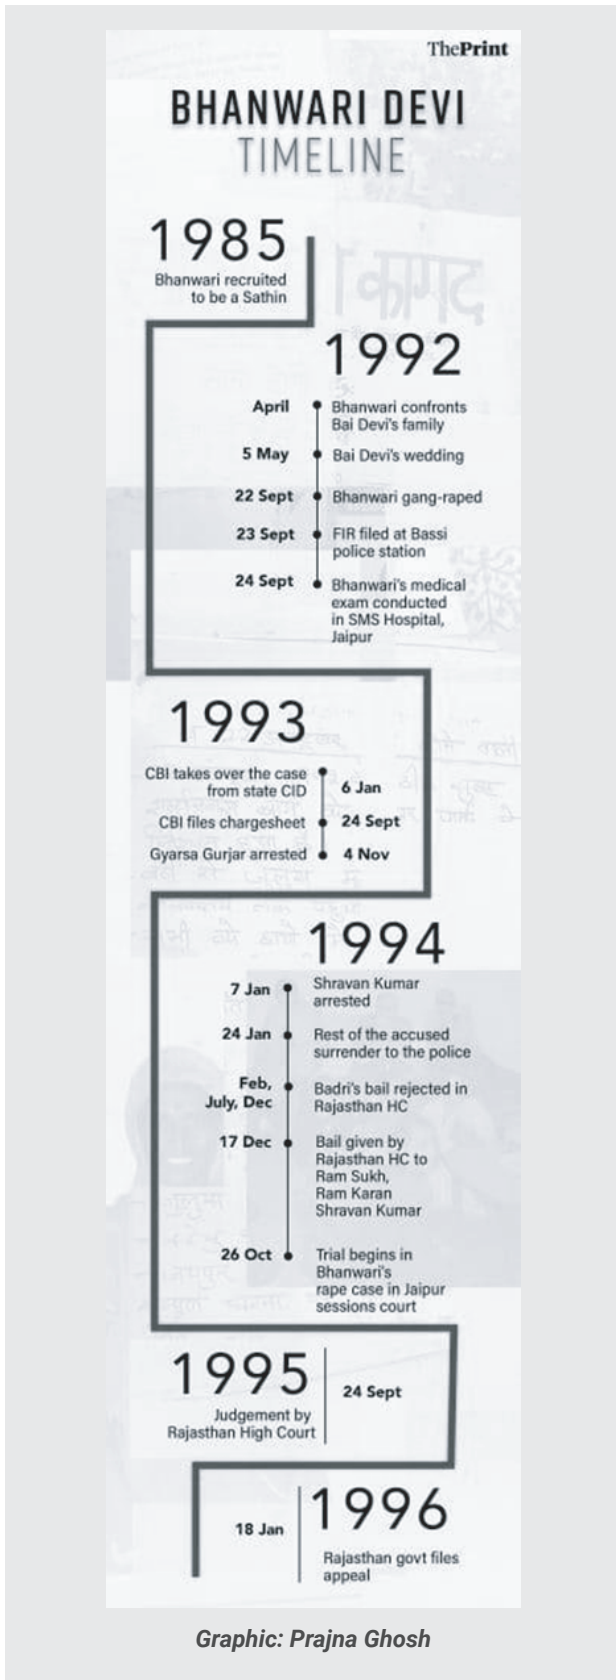 ThePrint
BHANWARI DEVI
TIMELINE
1985
Bhanwari recruited
to be a Sathin
कागद
1992
April
Bhanwari confronts
Bai Devi's family
5 May
Bai Devi's wedding
22 Sept
Bhanwari gang-raped
23 Sept
FIR filed at Bassi
police station
24 Sept
Bhanwari's medical
exam conducted
in SMS Hospital,
Jaipur
1993
CBI takes over the case
from state CID
6 Jan
CBI files chargesheet
24 Sept
Gyarsa Gurjar arrested
4 Nov
1994
7 Jan
Shravan Kumar
arrested
24 Jan
Rest of the accused
surrender to the police
Feb,
July, Dec
Badri's bail rejected in
Rajasthan HC
17 Dec
Bail given by
Rajasthan HC to
Ram Sukh,
Ram Karan
Shravan Kumar
26 Oct
Trial begins in
Bhanwari's
rape case in Jaipur
sessions court
1995
Judgement by
Rajasthan High Court
24 Sept
18 Jan
1996
Rajasthan govt files
appeal
Graphic: Prajna Ghosh